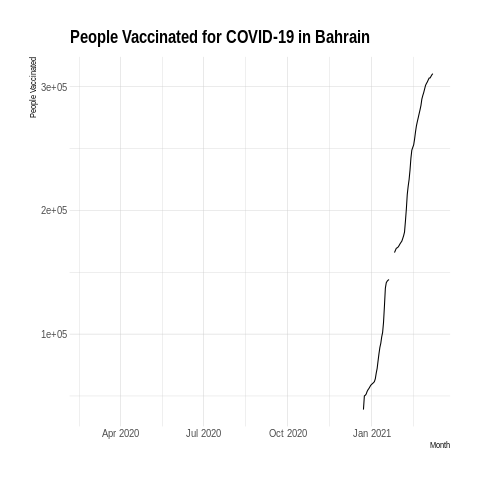 People Vaccinated for COVID-19 in Bahrain
People Vaccinated
3e+05
2e+05
1e+05
Apr 2020
Jul 2020
Oct 2020
Jan 2021
Month